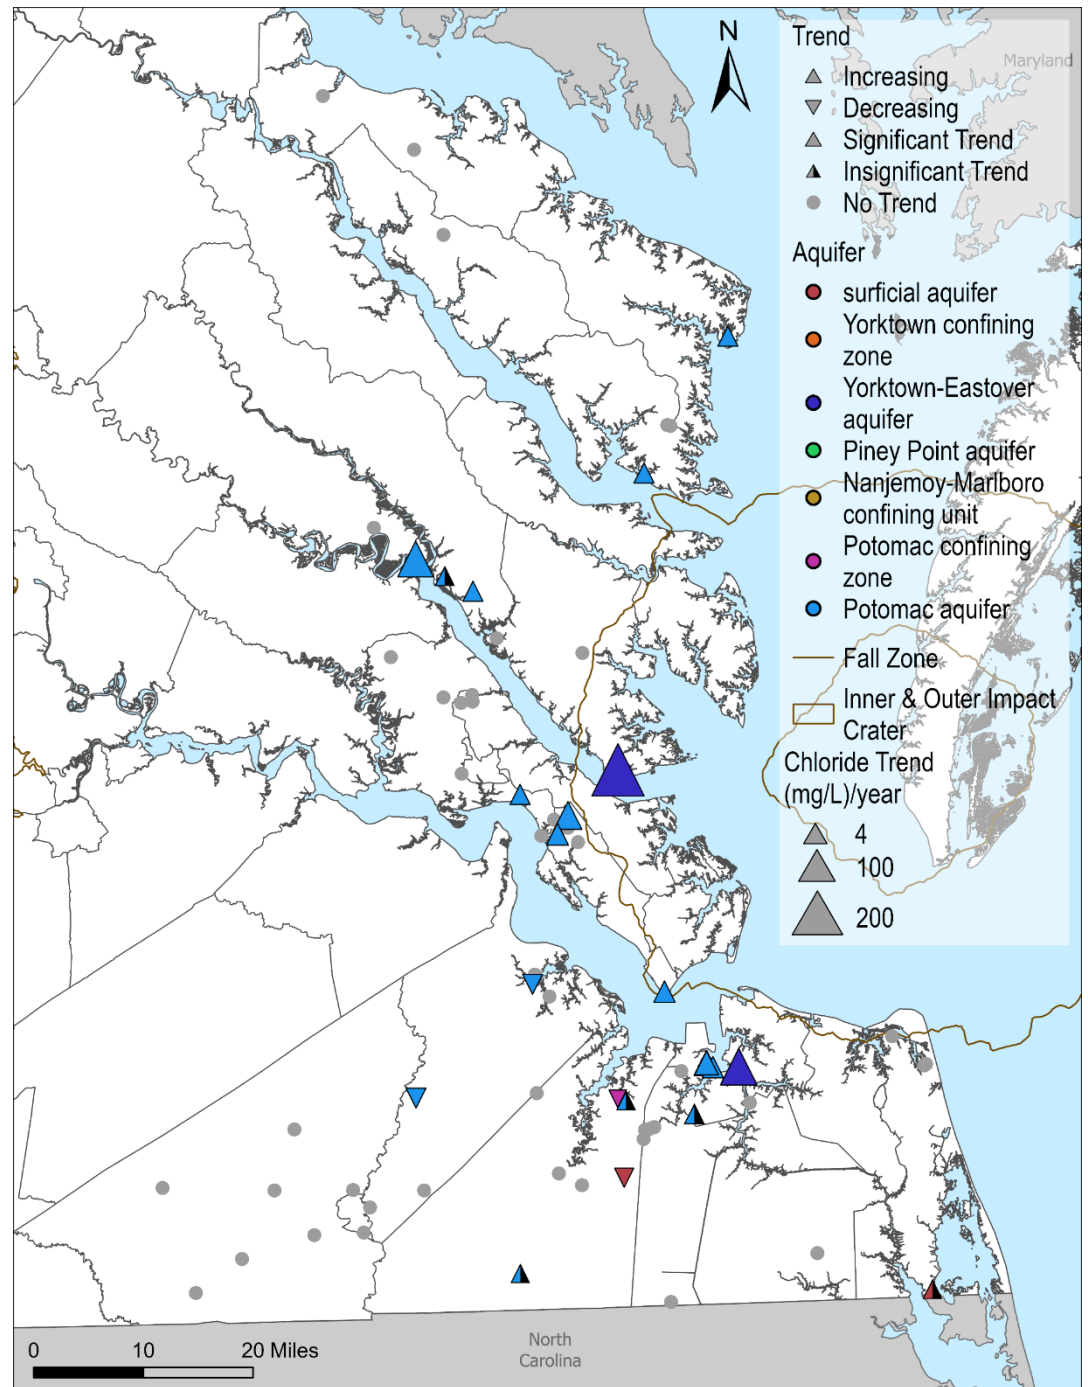 N
Trend
Maryland
Increasing
Decreasing
Significant Trend
Insignificant Trend
No Trend
Aquifer
surficial aquifer
Yorktown confining
zone
Yorktown-Eastover
aquifer
Piney Point aquifer
Nanjemoy-Marlboro
confining unit
Potomac confining
zone
Potomac aquifer
Fall Zone
Inner & Outer Impact
Crater
Chloride Trend
(mg/L)/year
4
100
200
0 10 20 Miles
North
Carolina